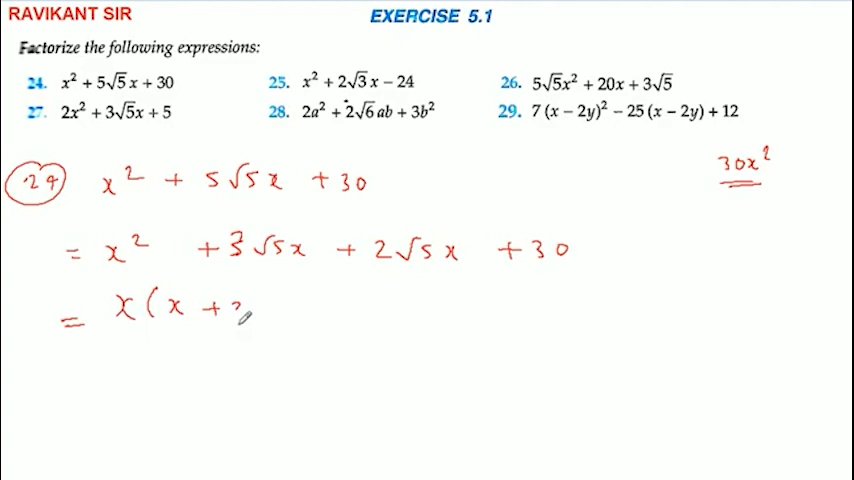 RAVIKANT SIR
EXERCISE 5.1
Factorize the following expressions:
24. x² + 5√5 x + 30 25. x² + 2√3 x − 24 26. 5√5x² + 20x + 3√5
27. 2x² + 3√5x + 5 28. 2a² + 2√6 ab + 3b² 29. 7 (x − 2y)² − 25 (x − 2y) + 12
24 x² + 5√5x + 30 30x²
= x² + 3√5x + 2√5x + 30
= x(x +